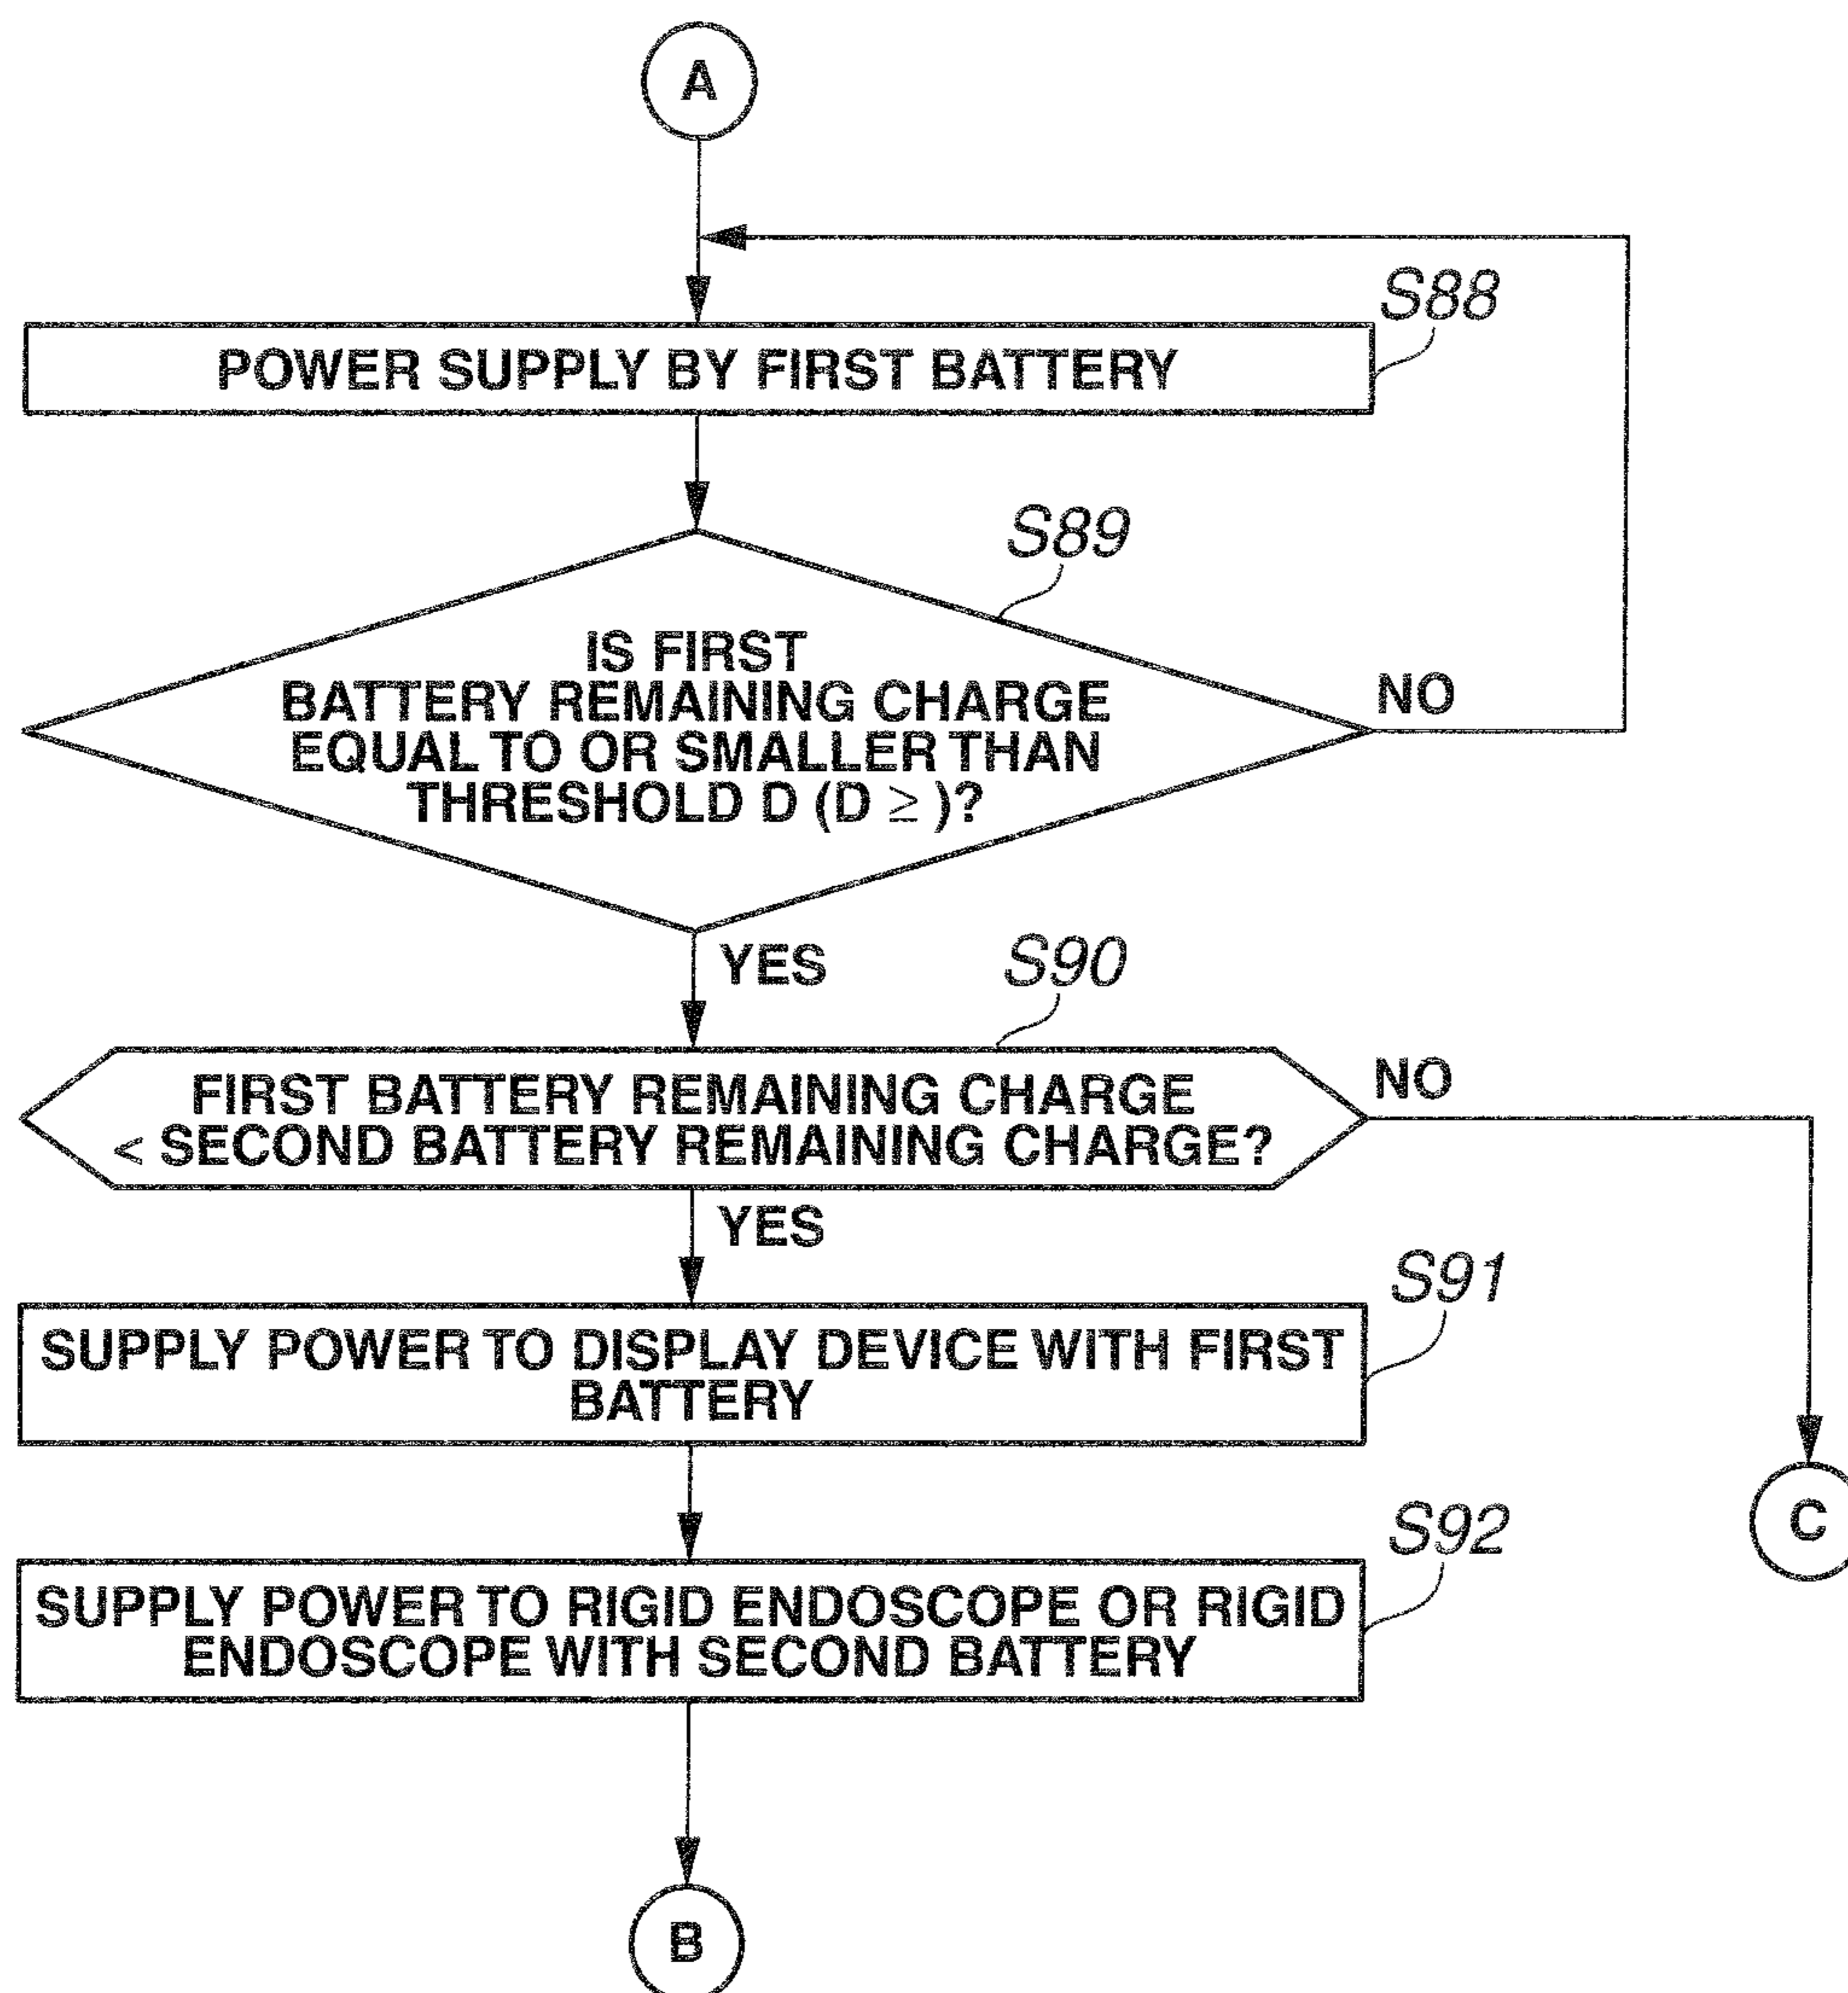 A
S88
POWER SUPPLY BY FIRST BATTERY
S89
IS FIRST
BATTERY REMAINING CHARGE
EQUAL TO OR SMALLER THAN
THRESHOLD D (D ≥ )?
NO
YES
S90
FIRST BATTERY REMAINING CHARGE
< SECOND BATTERY REMAINING CHARGE?
NO
YES
S91
SUPPLY POWER TO DISPLAY DEVICE WITH FIRST
BATTERY
C
S92
SUPPLY POWER TO RIGID ENDOSCOPE OR RIGID
ENDOSCOPE WITH SECOND BATTERY
B